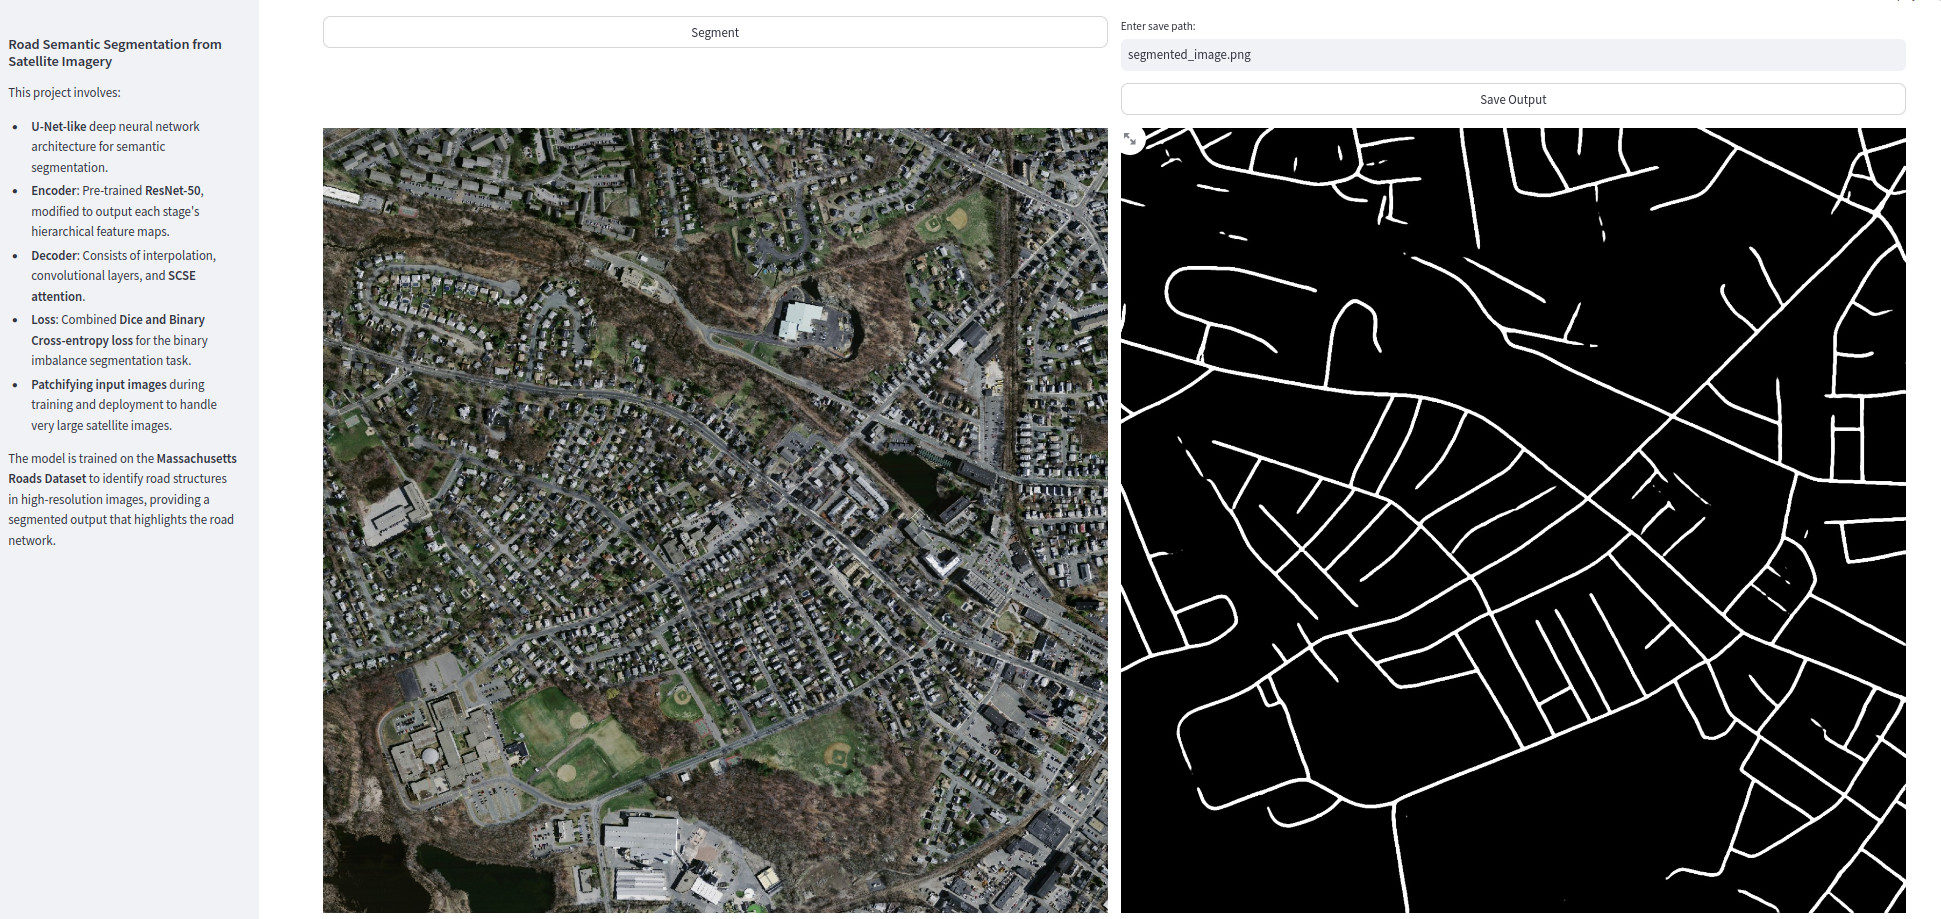 Road Semantic Segmentation from
Satellite Imagery
This project involves:
• U-Net-like deep neural network
architecture for semantic
segmentation.
• Encoder: Pre-trained ResNet-50,
modified to output each stage's
hierarchical feature maps.
• Decoder: Consists of interpolation,
convolutional layers, and SCSE
attention.
• Loss: Combined Dice and Binary
Cross-entropy loss for the binary
imbalance segmentation task.
• Patchifying input images during
training and deployment to handle
very large satellite images.
The model is trained on the Massachusetts
Roads Dataset to identify road structures
in high-resolution images, providing a
segmented output that highlights the road
network.
Segment
Enter save path:
segmented_image.png
Save Output